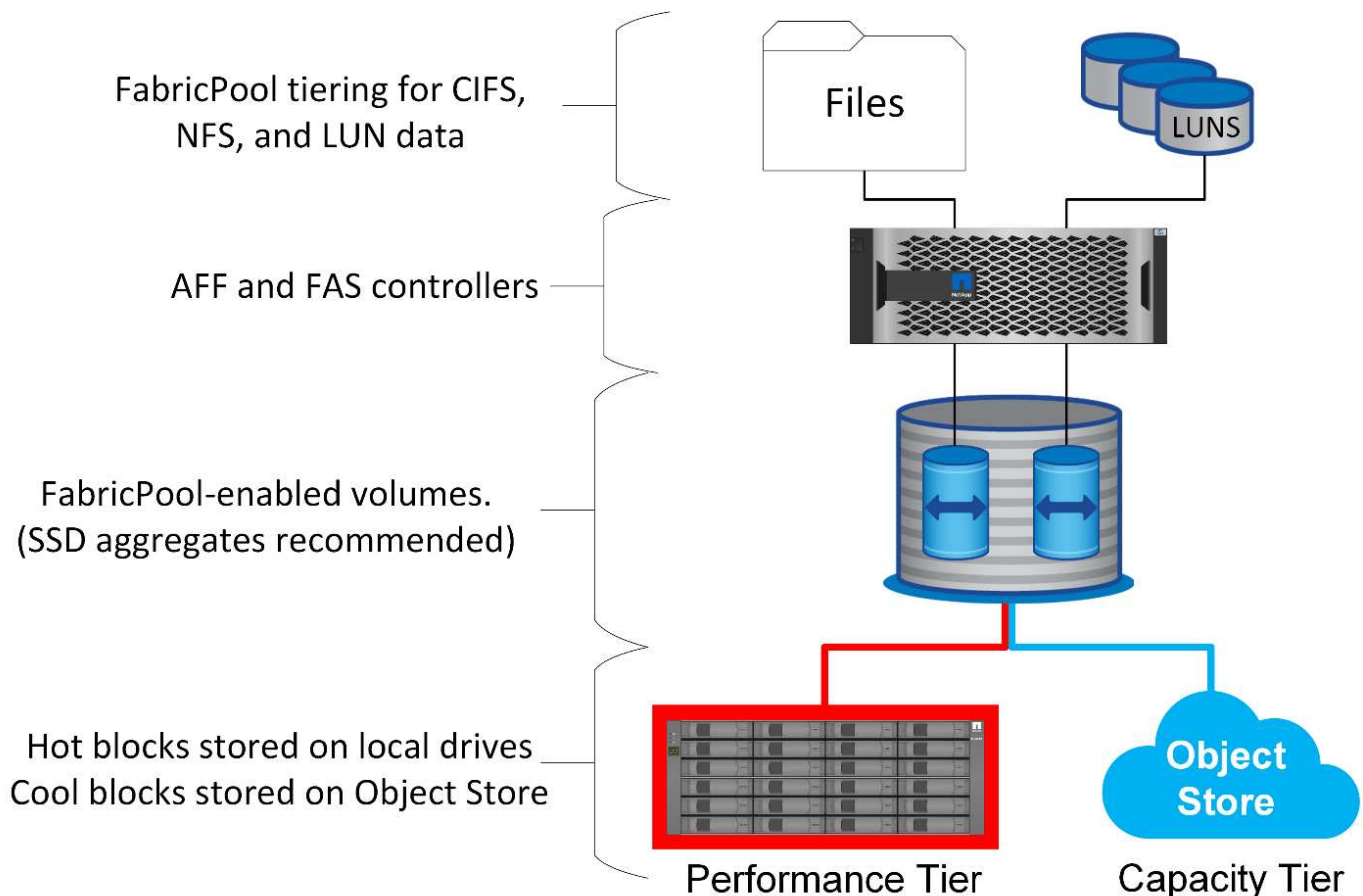 FabricPool tiering for CIFS,
NFS, and LUN data
Files
LUNS
AFF and FAS controllers
NetApp
FabricPool-enabled volumes.
(SSD aggregates recommended)
Hot blocks stored on local drives
Cool blocks stored on Object Store
Object
Store
Performance Tier
Capacity Tier